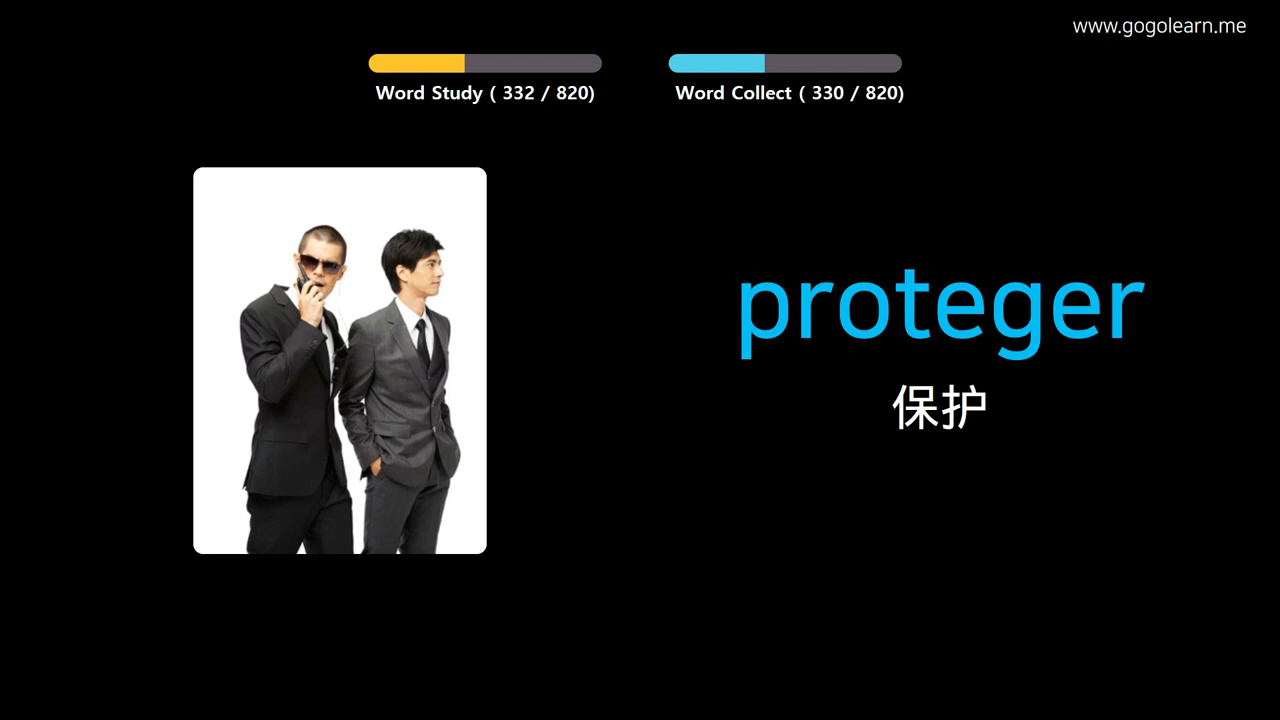 www.gogolearn.me
Word Study ( 332 / 820)
Word Collect ( 330 / 820)
proteger
保护